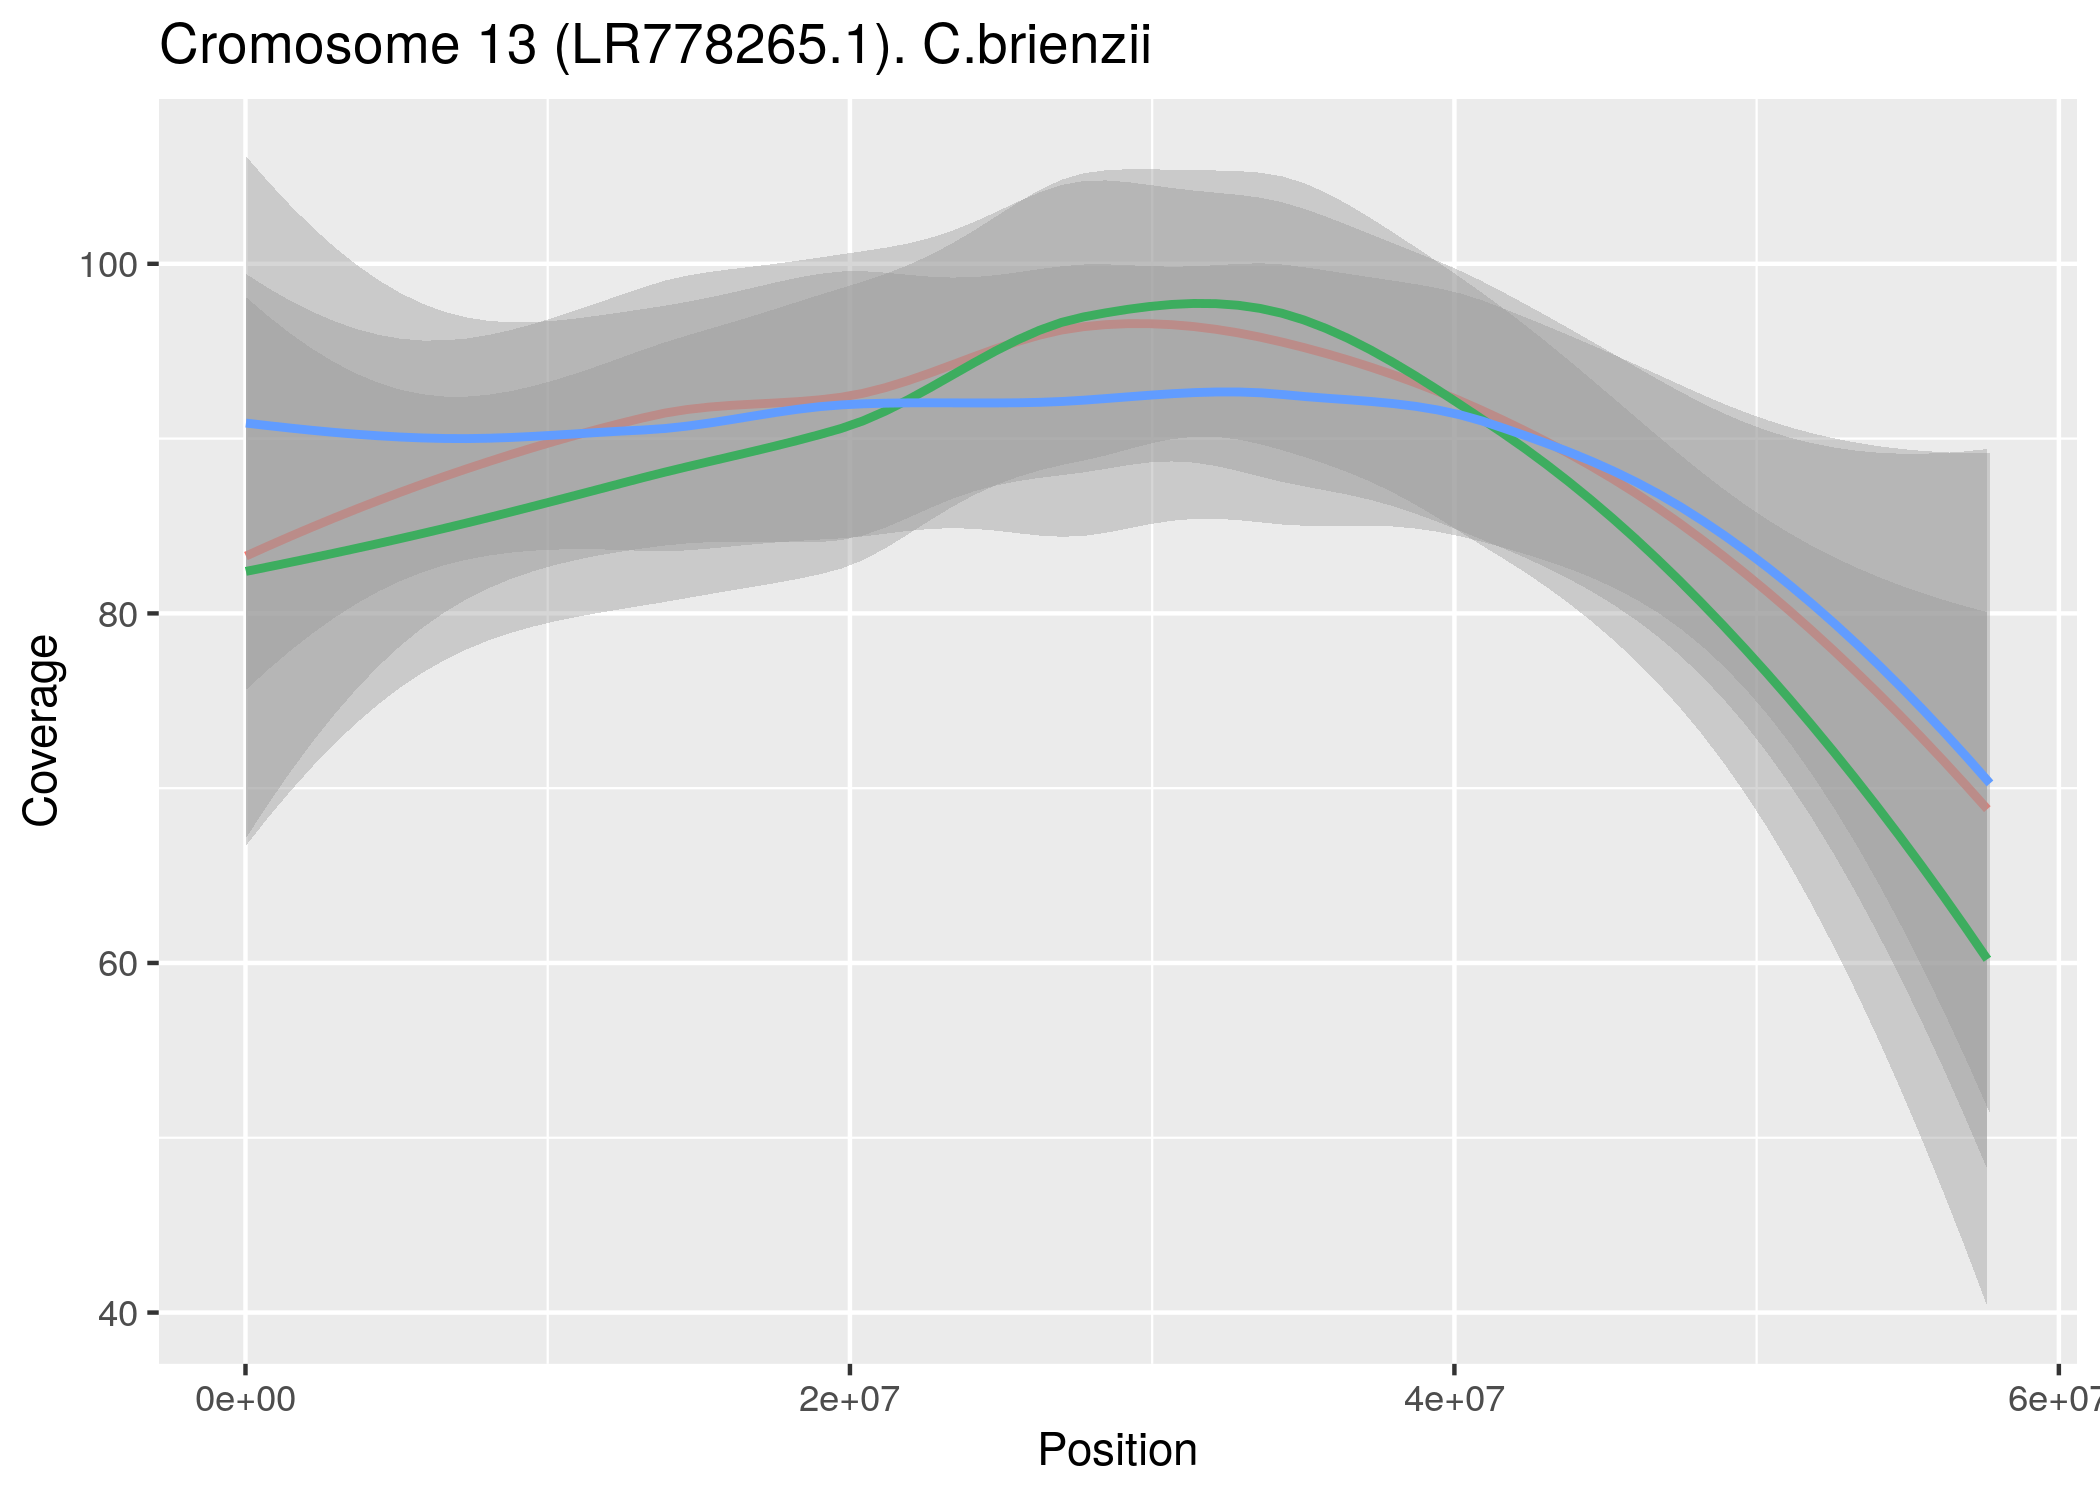 Cromosome 13 (LR778265.1). C.brienzii
100
80
60
40
Coverage
0e+00 2e+07 4e+07 6e+07
Position